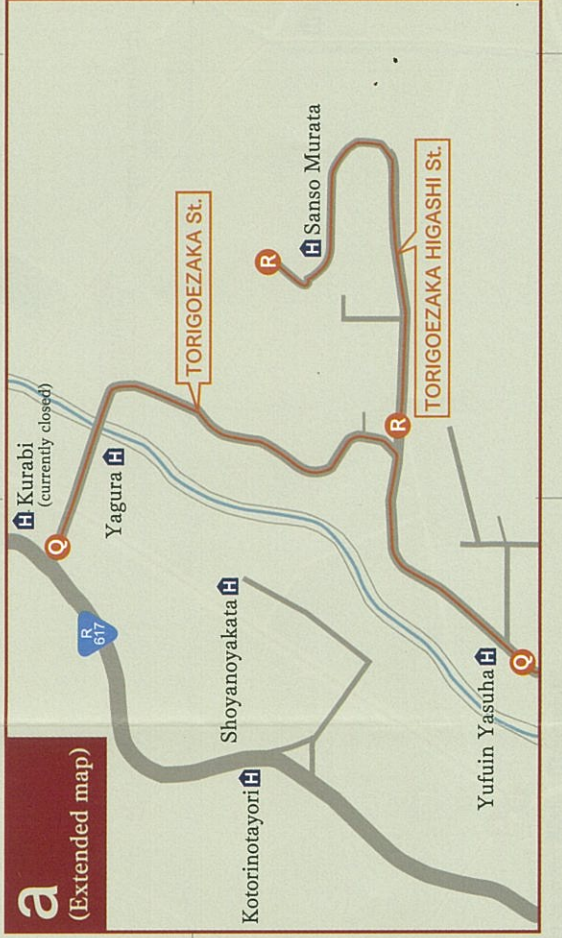 a
(Extended map)
R
617
Q
H Kurabi
(currently closed)
Yagura H
TORIGOEZAKA St.
R
H Sanso Murata
Shoyanoyakata H
Kotorinotayori H
R
TORIGOEZAKA HIGASHI St.
Yufuin Yasuha H
Q